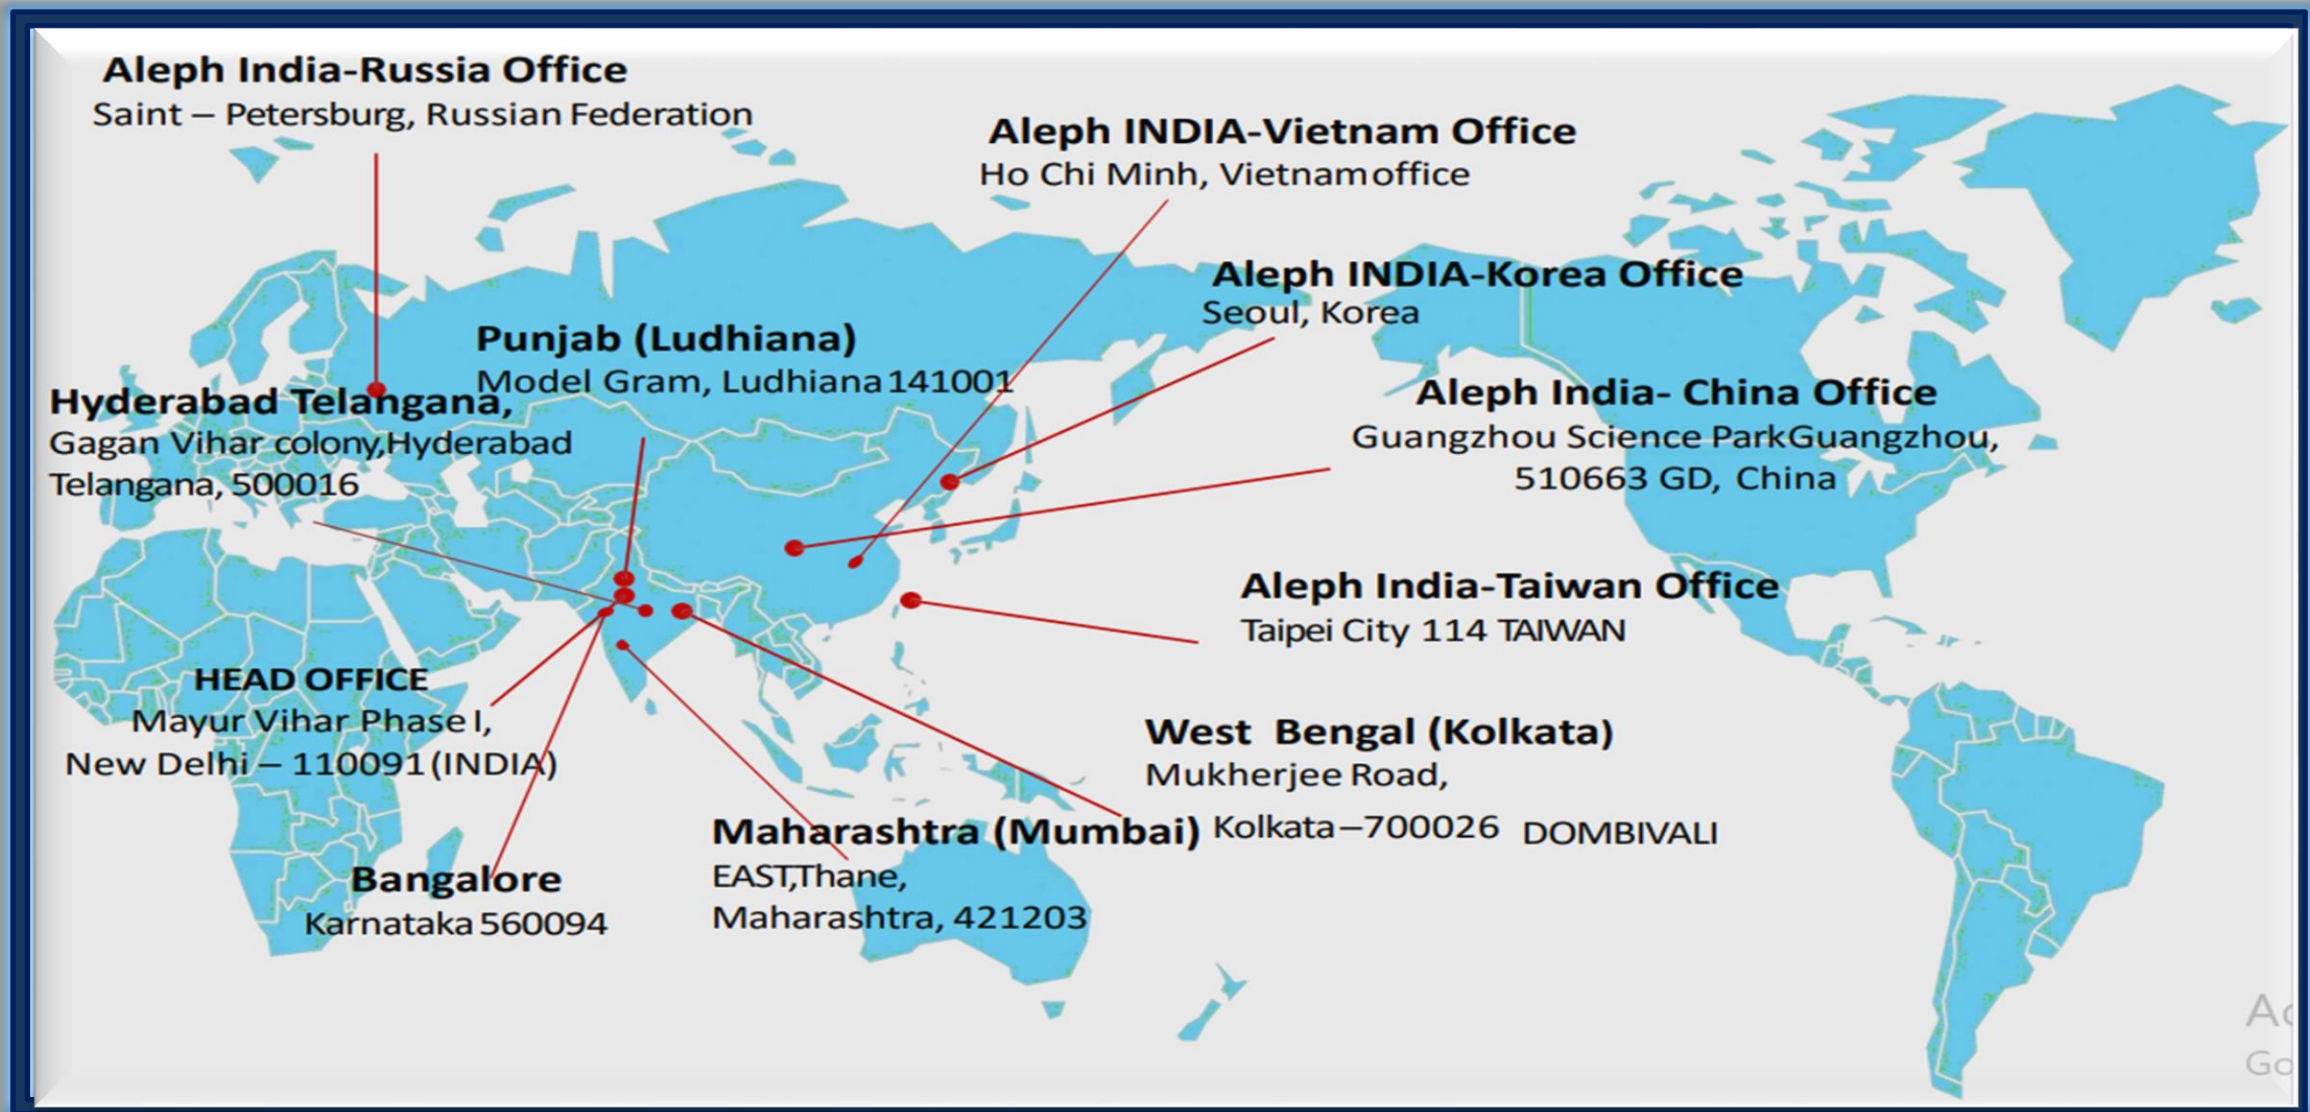 Aleph India-Russia Office
Saint – Petersburg, Russian Federation
Aleph INDIA-Vietnam Office
Ho Chi Minh, Vietnamoffice
Aleph INDIA-Korea Office
Seoul, Korea
Punjab (Ludhiana)
Model Gram, Ludhiana 141001
Hyderabad Telangana,
Gagan Vihar colony,Hyderabad
Telangana, 500016
Aleph India- China Office
Guangzhou Science ParkGuangzhou,
510663 GD, China
Aleph India-Taiwan Office
Taipei City 114 TAIWAN
HEAD OFFICE
Mayur Vihar Phase I,
New Delhi – 110091 (INDIA)
West Bengal (Kolkata)
Mukherjee Road,
Kolkata–700026
DOMBIVALI
Maharashtra (Mumbai)
EAST,Thane,
Maharashtra, 421203
Bangalore
Karnataka 560094